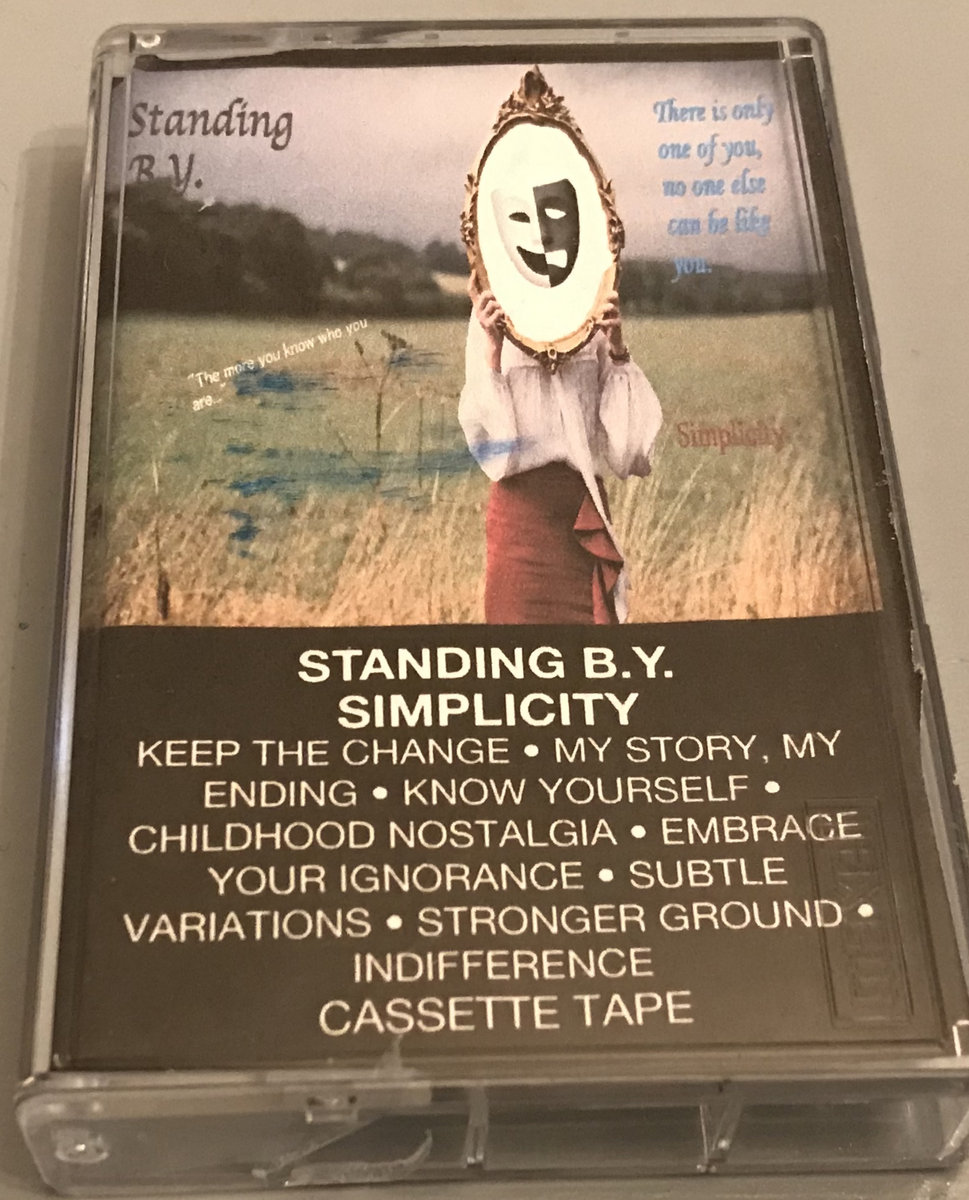 Standing
B.Y.
There is only
one of you,
no one else
can be like
you.
"The more you know who you
are..."
Simplicity
STANDING B.Y.
SIMPLICITY
KEEP THE CHANGE • MY STORY, MY
ENDING • KNOW YOURSELF •
CHILDHOOD NOSTALGIA • EMBRACE
YOUR IGNORANCE • SUBTLE
VARIATIONS • STRONGER GROUND •
INDIFFERENCE
CASSETTE TAPE